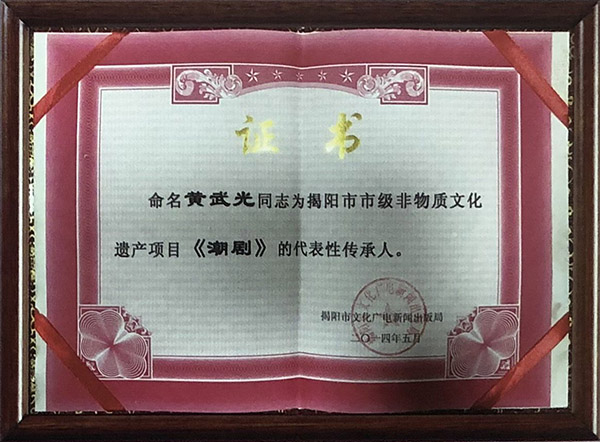 证书
命名黄武光同志为揭阳市市级非物质文化
遗产项目《潮剧》的代表性传承人。
揭阳市文化广电新闻出版局
二〇一四年五月